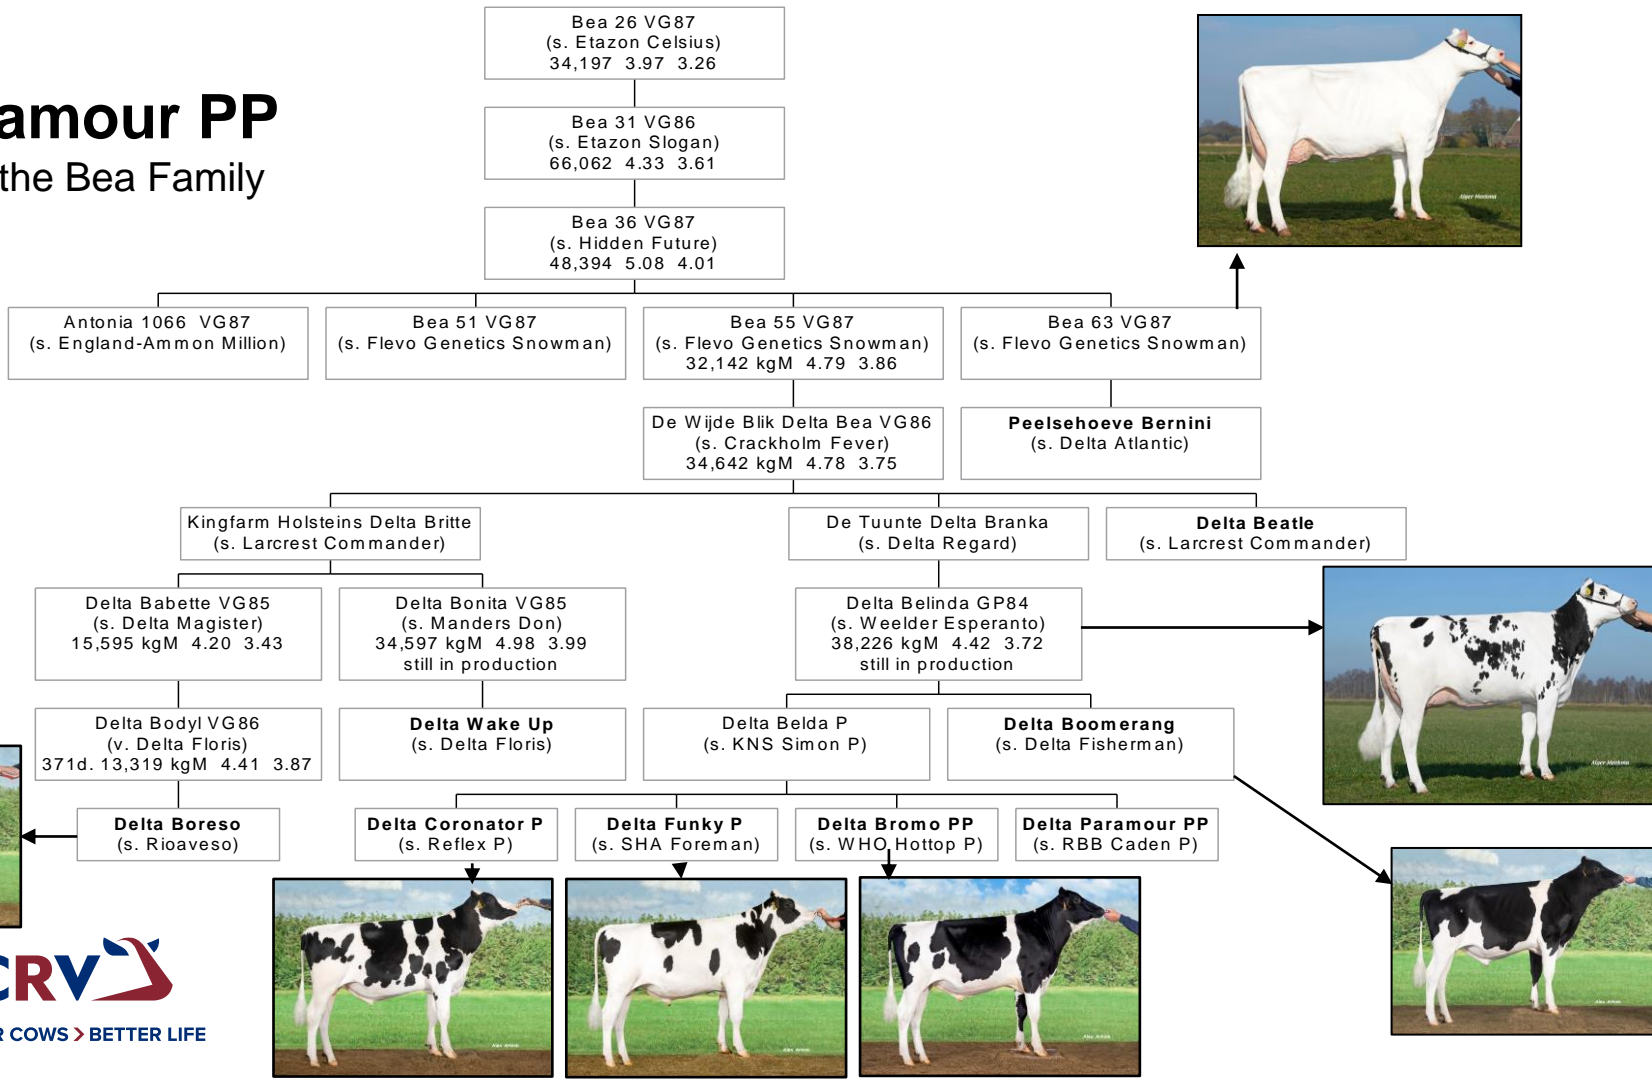 amour PP
the Bea Family
Bea 26 VG87
(s. Etazon Celsius)
34,197 3.97 3.26
Bea 31 VG86
(s. Etazon Slogan)
66,062 4.33 3.61
Bea 36 VG87
(s. Hidden Future)
48,394 5.08 4.01
Antonia 1066 VG87
(s. England-Ammon Million)
Bea 51 VG87
(s. Flevo Genetics Snowman)
Bea 55 VG87
(s. Flevo Genetics Snowman)
32,142 kgM 4.79 3.86
Bea 63 VG87
(s. Flevo Genetics Snowman)
De Wijde Blik Delta Bea VG86
(s. Crackholm Fever)
34,642 kgM 4.78 3.75
Peelsehoeve Bernini
(s. Delta Atlantic)
Kingfarm Holsteins Delta Britte
(s. Larcrest Commander)
De Tuunte Delta Branka
(s. Delta Regard)
Delta Beatle
(s. Larcrest Commander)
Delta Babette VG85
(s. Delta Magister)
15,595 kgM 4.20 3.43
Delta Bonita VG85
(s. Manders Don)
34,597 kgM 4.98 3.99
still in production
Delta Belinda GP84
(s. Weelder Esperanto)
38,226 kgM 4.42 3.72
still in production
Delta Bodyl VG86
(v. Delta Floris)
371d. 13,319 kgM 4.41 3.87
Delta Wake Up
(s. Delta Floris)
Delta Belda P
(s. KNS Simon P)
Delta Boomerang
(s. Delta Fisherman)
Delta Boreso
(s. Rioaveso)
Delta Coronator P
(s. Reflex P)
Delta Funky P
(s. SHA Foreman)
Delta Bromo PP
(s. WHO Hottop P)
Delta Paramour PP
(s. RBB Caden P)
CRV
R COWS > BETTER LIFE